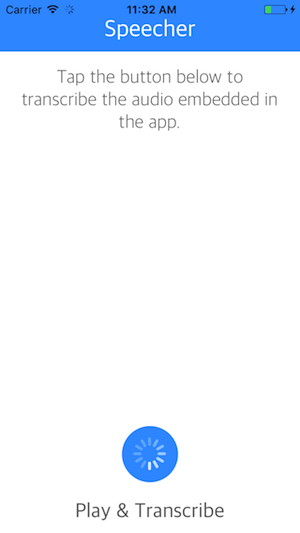 Carrier 11:32 AM
Speecher
Tap the button below to
transcribe the audio embedded in
the app.
Play & Transcribe